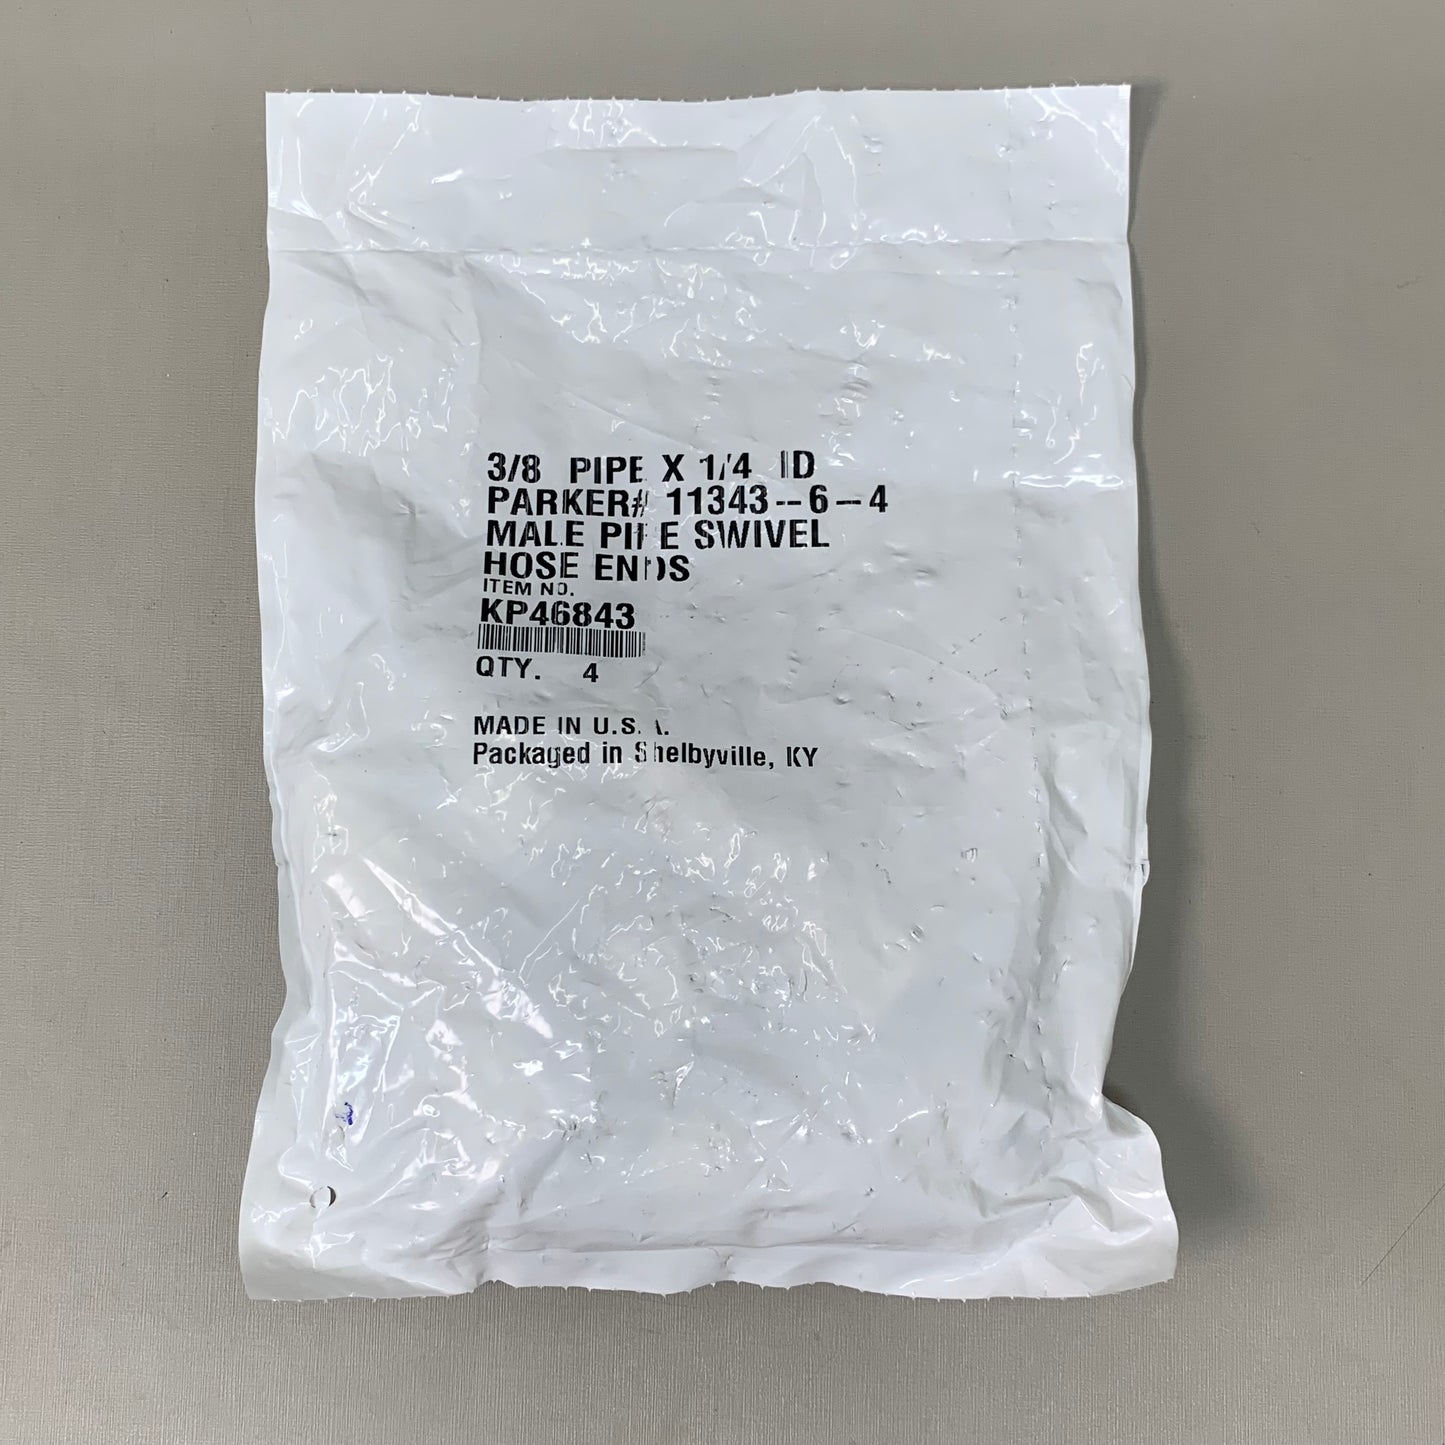 3/8 PIPE X 1/4 ID
PARKER# 11343-6-4
MALE PIPE SWIVEL
HOSE ENDS
ITEM NO.
KP46843
QTY. 4
MADE IN U.S.A.
Packaged in Shelbyville, KY